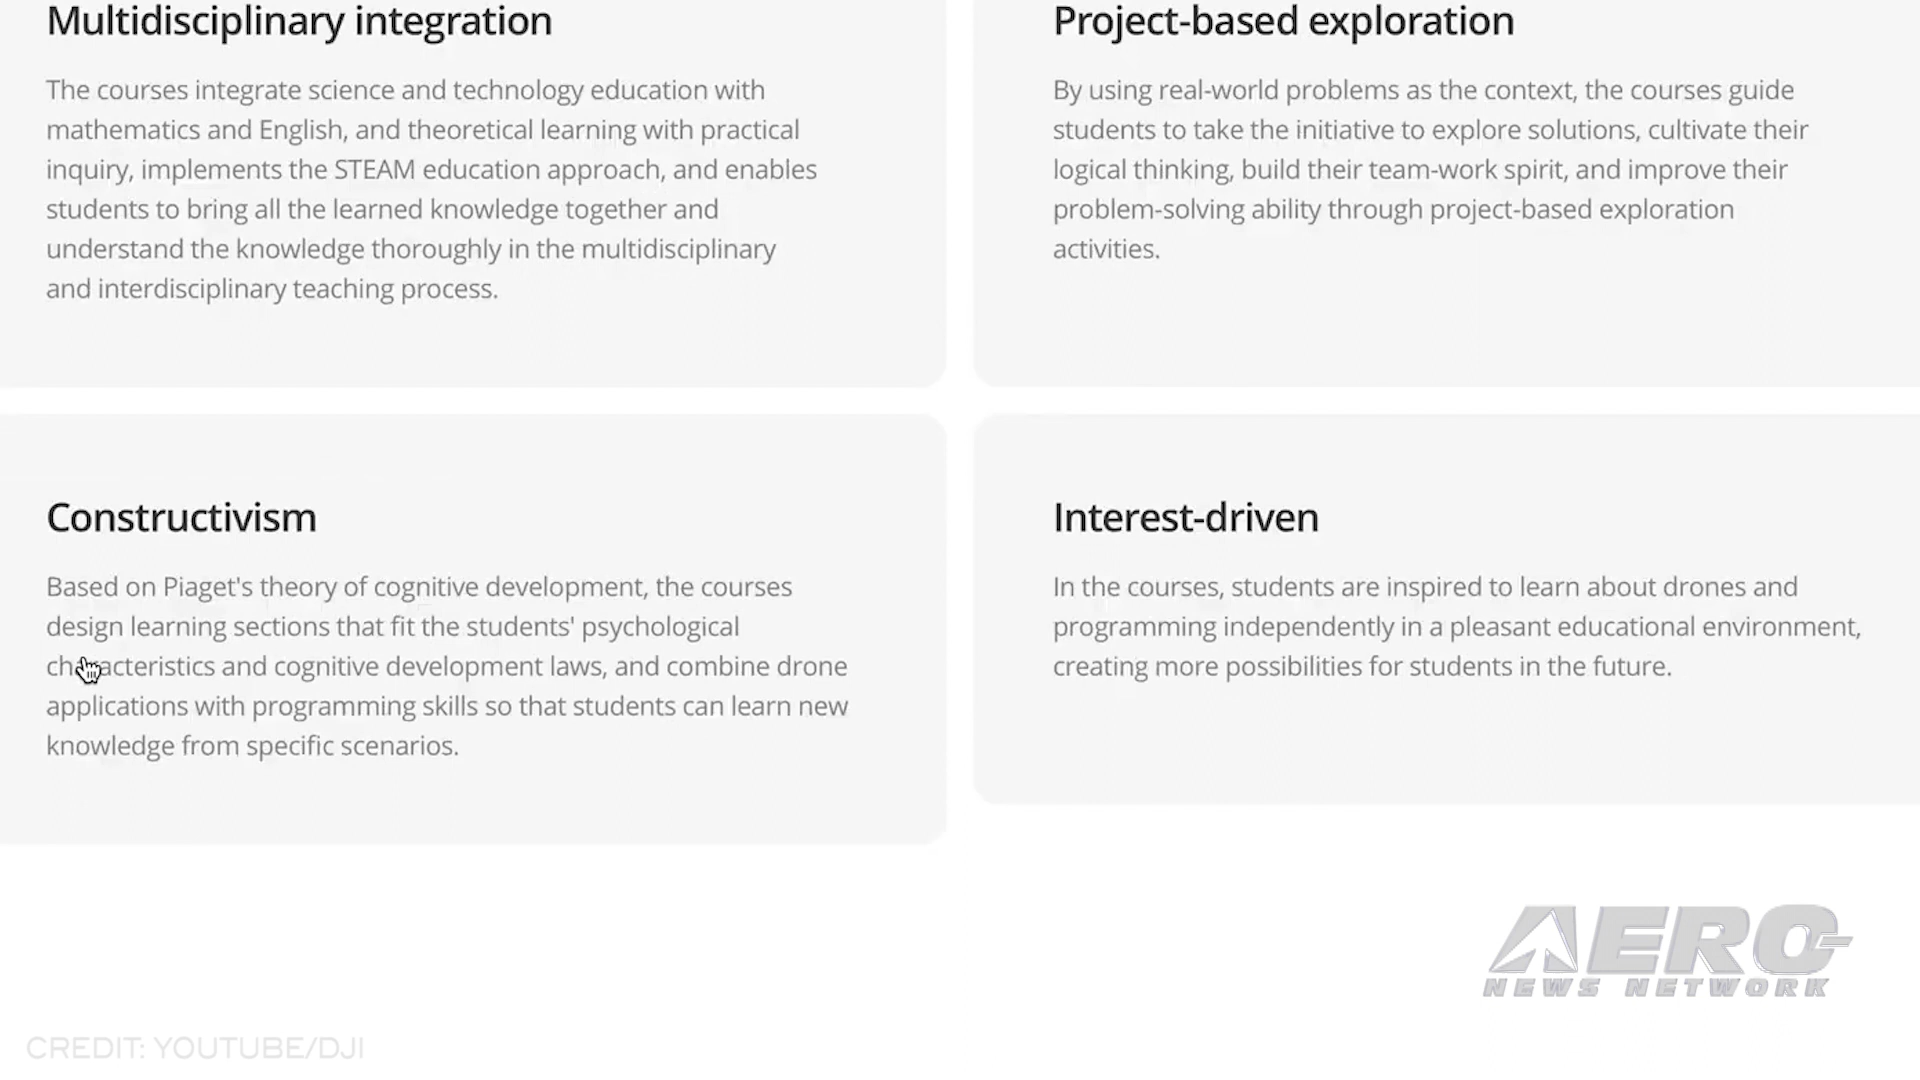 Multidisciplinary integration
The courses integrate science and technology education with
mathematics and English, and theoretical learning with practical
inquiry, implements the STEAM education approach, and enables
students to bring all the learned knowledge together and
understand the knowledge thoroughly in the multidisciplinary
and interdisciplinary teaching process.
Project-based exploration
By using real-world problems as the context, the courses guide
students to take the initiative to explore solutions, cultivate their
logical thinking, build their team-work spirit, and improve their
problem-solving ability through project-based exploration
activities.
Constructivism
Based on Piaget's theory of cognitive development, the courses
design learning sections that fit the students' psychological
characteristics and cognitive development laws, and combine drone
applications with programming skills so that students can learn new
knowledge from specific scenarios.
Interest-driven
In the courses, students are inspired to learn about drones and
programming independently in a pleasant educational environment,
creating more possibilities for students in the future.
AERO-
NEWS NETWORK
CREDIT: YOUTUBE/DJI